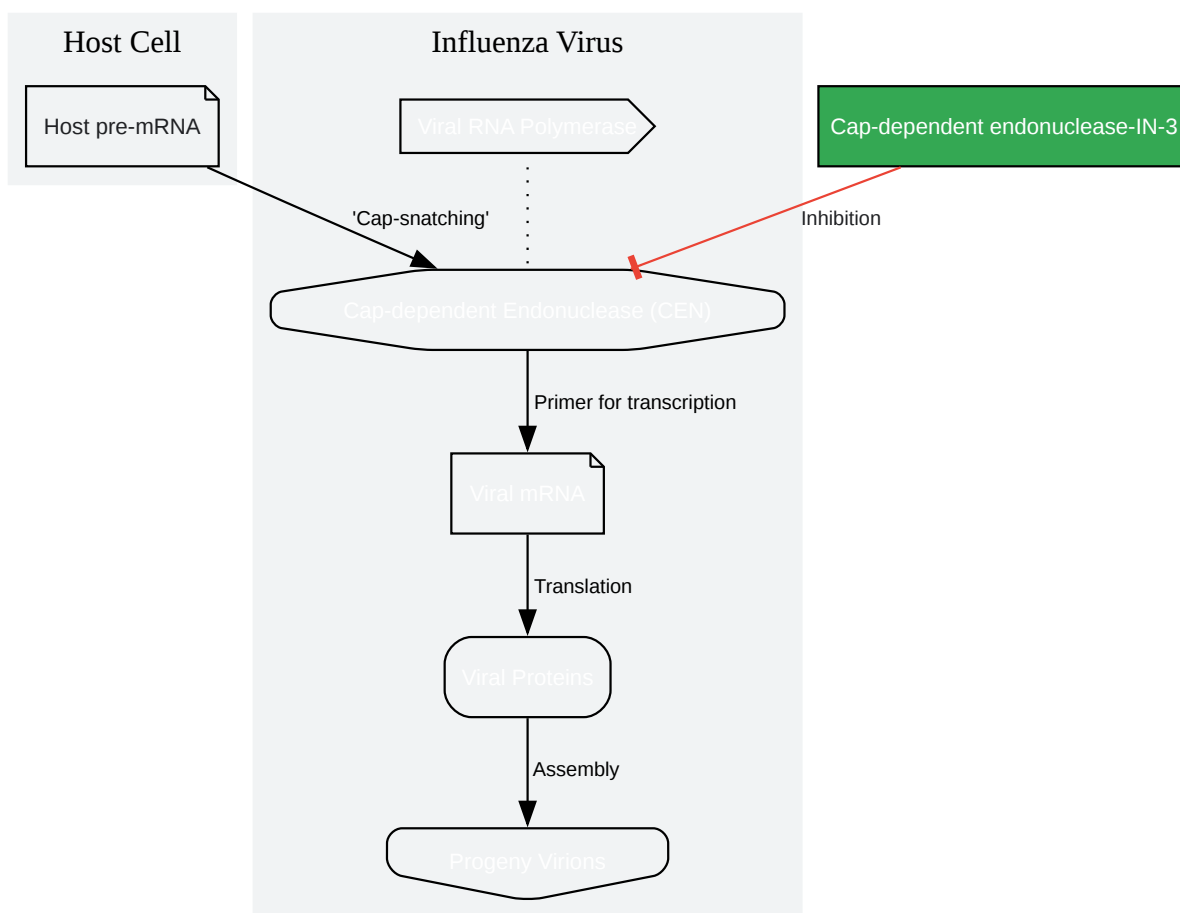 Host Cell
Influenza Virus
Host pre-mRNA
Viral RNA Polymerase
Cap-dependent endonuclease-IN-3
'Cap-snatching'
Inhibition
Cap-dependent Endonuclease (CEN)
Primer for transcription
Viral mRNA
Translation
Viral Proteins
Assembly
Progeny Virions